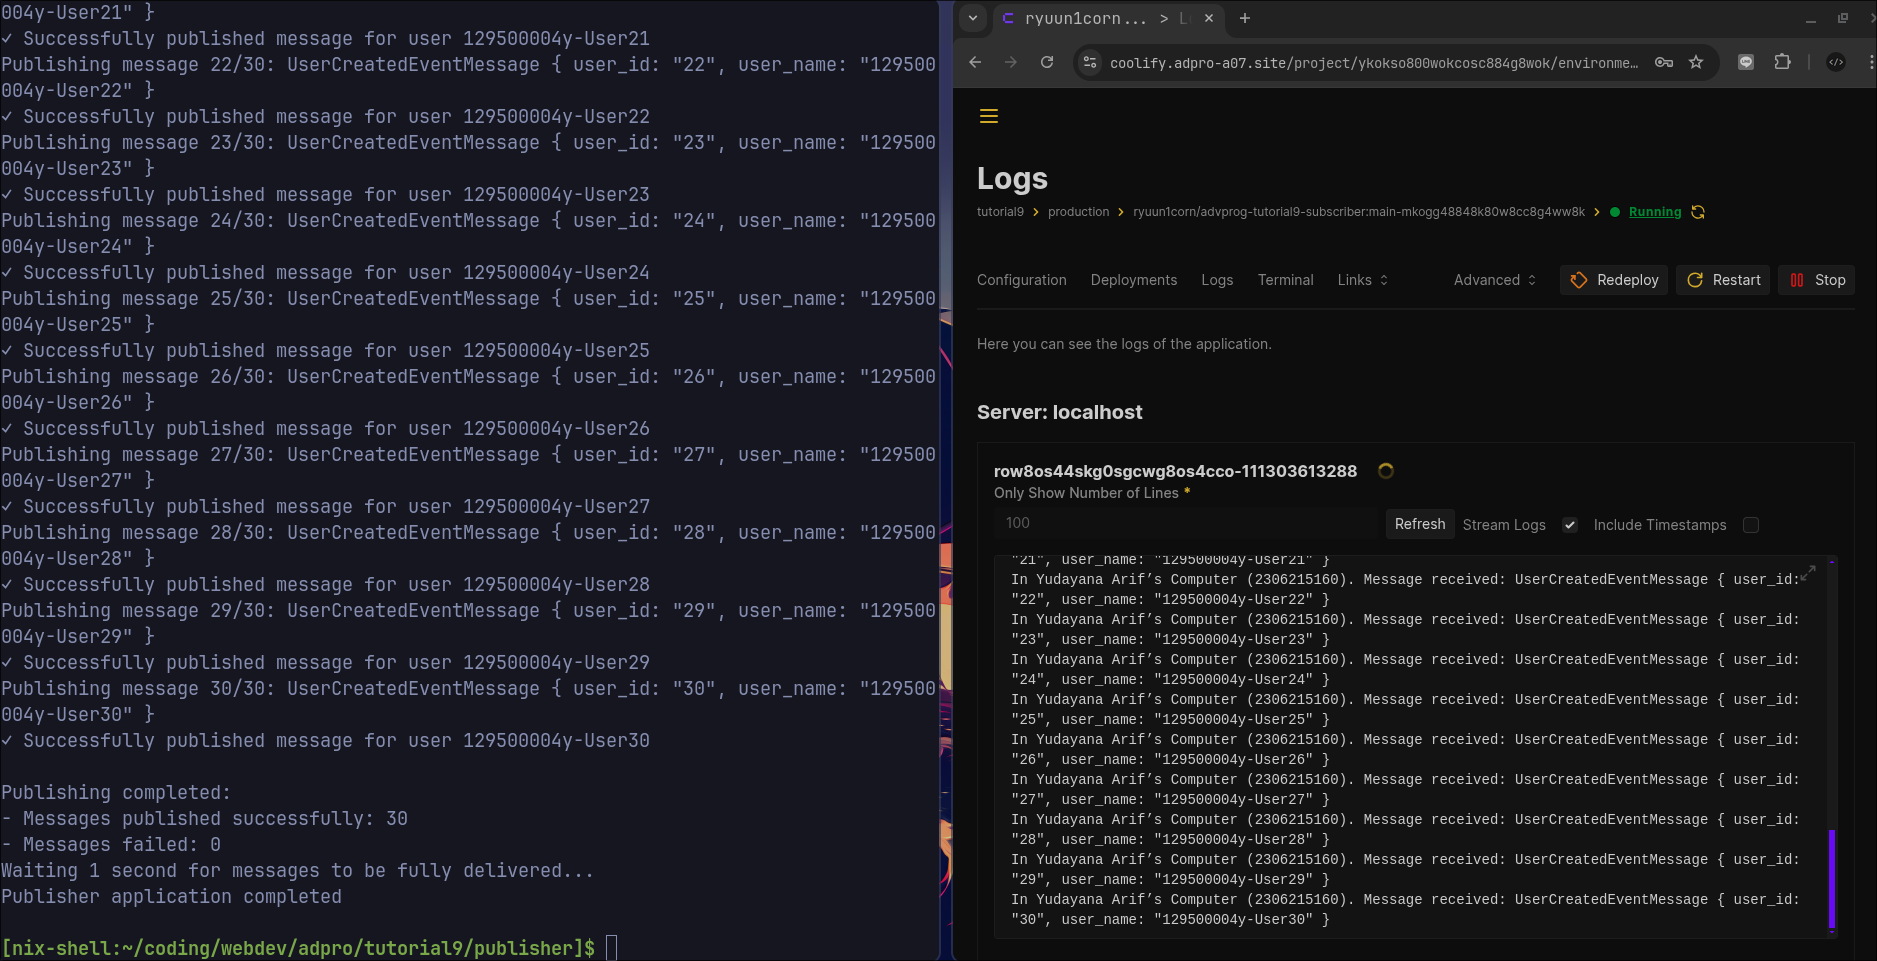 004y-User21" }
✓ Successfully published message for user 129500004y-User21
Publishing message 22/30: UserCreatedEventMessage { user_id: "22", user_name: "129500
004y-User22" }
✓ Successfully published message for user 129500004y-User22
Publishing message 23/30: UserCreatedEventMessage { user_id: "23", user_name: "129500
004y-User23" }
✓ Successfully published message for user 129500004y-User23
Publishing message 24/30: UserCreatedEventMessage { user_id: "24", user_name: "129500
004y-User24" }
✓ Successfully published message for user 129500004y-User24
Publishing message 25/30: UserCreatedEventMessage { user_id: "25", user_name: "129500
004y-User25" }
✓ Successfully published message for user 129500004y-User25
Publishing message 26/30: UserCreatedEventMessage { user_id: "26", user_name: "129500
004y-User26" }
✓ Successfully published message for user 129500004y-User26
Publishing message 27/30: UserCreatedEventMessage { user_id: "27", user_name: "129500
004y-User27" }
✓ Successfully published message for user 129500004y-User27
Publishing message 28/30: UserCreatedEventMessage { user_id: "28", user_name: "129500
004y-User28" }
✓ Successfully published message for user 129500004y-User28
Publishing message 29/30: UserCreatedEventMessage { user_id: "29", user_name: "129500
004y-User29" }
✓ Successfully published message for user 129500004y-User29
Publishing message 30/30: UserCreatedEventMessage { user_id: "30", user_name: "129500
004y-User30" }
✓ Successfully published message for user 129500004y-User30
Publishing completed:
- Messages published successfully: 30
- Messages failed: 0
Waiting 1 second for messages to be fully delivered...
Publisher application completed
[nix-shell:~/coding/webdev/adpro/tutorial9/publisher]$
ryuun1corn... > L
coolify.adpro-a07.site/project/ykokso800wokcosc884g8wok/environme…
Logs
tutorial9 > production > ryuun1corn/advprog-tutorial9-subscriber:main-mkogg48848k80w8cc8g4ww8k > Running
Configuration Deployments Logs Terminal Links Advanced Redeploy Restart Stop
Here you can see the logs of the application.
Server: localhost
row8os44skg0sgcwg8os4cco-111303613288
Only Show Number of Lines *
100 Refresh Stream Logs Include Timestamps
"21", user_name: "129500004y-User21" }
In Yudayana Arif’s Computer (2306215160). Message received: UserCreatedEventMessage { user_id:
"22", user_name: "129500004y-User22" }
In Yudayana Arif’s Computer (2306215160). Message received: UserCreatedEventMessage { user_id:
"23", user_name: "129500004y-User23" }
In Yudayana Arif’s Computer (2306215160). Message received: UserCreatedEventMessage { user_id:
"24", user_name: "129500004y-User24" }
In Yudayana Arif’s Computer (2306215160). Message received: UserCreatedEventMessage { user_id:
"25", user_name: "129500004y-User25" }
In Yudayana Arif’s Computer (2306215160). Message received: UserCreatedEventMessage { user_id:
"26", user_name: "129500004y-User26" }
In Yudayana Arif’s Computer (2306215160). Message received: UserCreatedEventMessage { user_id:
"27", user_name: "129500004y-User27" }
In Yudayana Arif’s Computer (2306215160). Message received: UserCreatedEventMessage { user_id:
"28", user_name: "129500004y-User28" }
In Yudayana Arif’s Computer (2306215160). Message received: UserCreatedEventMessage { user_id:
"29", user_name: "129500004y-User29" }
In Yudayana Arif’s Computer (2306215160). Message received: UserCreatedEventMessage { user_id:
"30", user_name: "129500004y-User30" }